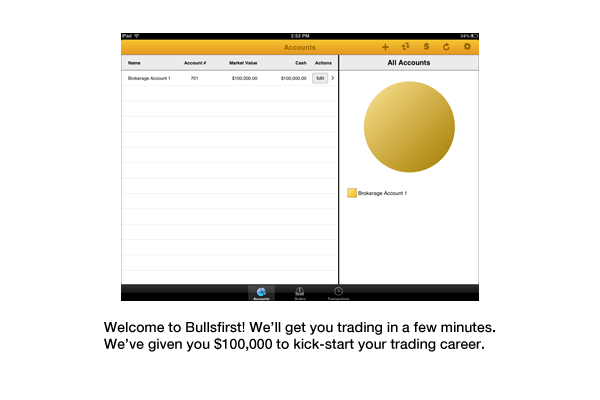 iPad 2:53 PM 34%
Accounts
Name Account # Market Value Cash Actions
Brokerage Account 1 701 $100,000.00 $100,000.00 Edit
All Accounts
Brokerage Account 1
Accounts Orders Transactions
Welcome to Bullsfirst! We’ll get you trading in a few minutes.
We’ve given you $100,000 to kick-start your trading career.